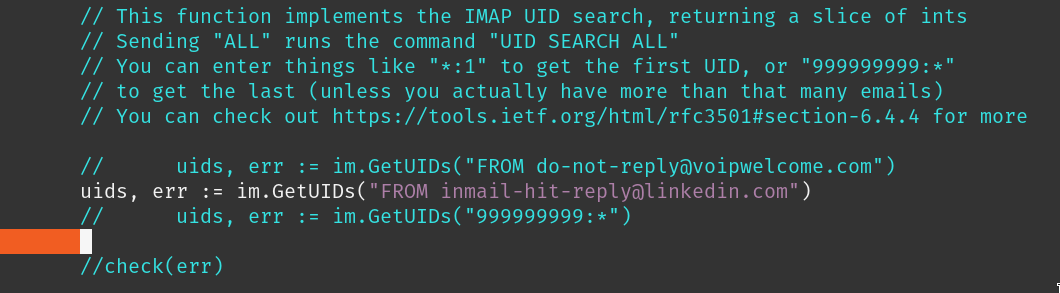 // This function implements the IMAP UID search, returning a slice of ints
// Sending "ALL" runs the command "UID SEARCH ALL"
// You can enter things like "*:1" to get the first UID, or "999999999:*"
// to get the last (unless you actually have more than that many emails)
// You can check out https://tools.ietf.org/html/rfc3501#section-6.4.4 for more
//      uids, err := im.GetUIDs("FROM do-not-reply@voipwelcome.com")
uids, err := im.GetUIDs("FROM inmail-hit-reply@linkedin.com")
//      uids, err := im.GetUIDs("999999999:*")
//check(err)